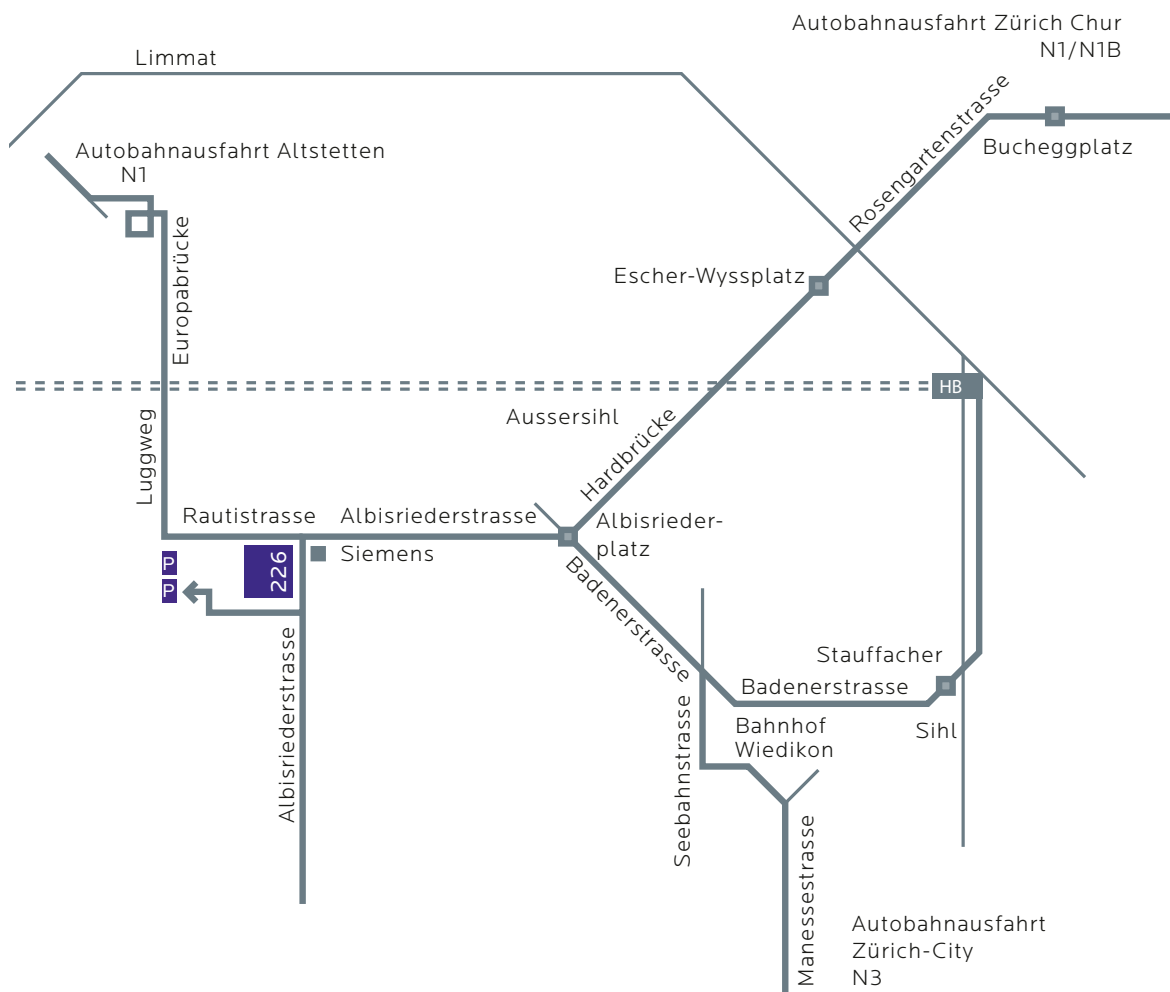 Autobahnausfahrt Zürich Chur
N1/N1B
Limmat
Rosengartenstrasse
Bucheggplatz
Autobahnausfahrt Altstetten
N1
Europabrücke
Escher-Wyssplatz
HB
Aussersihl
Hardbrücke
Luggweg
Rautistrasse
Albisriederstrasse
Albisrieder-
platz
Siemens
226
P
P
Badenerstrasse
Albisriederstrasse
Stauffacher
Badenerstrasse
Sihl
Seebahnstrasse
Bahnhof
Wiedikon
Manessestrasse
Autobahnausfahrt
Zürich-City
N3